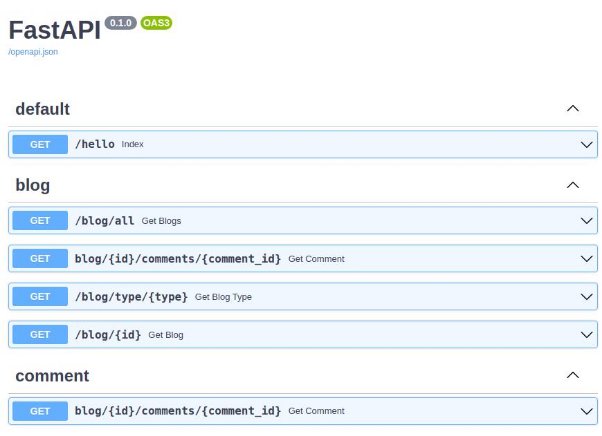 FastAPI 0.1.0 OAS3
/openapi.json
default
GET /hello Index
blog
GET /blog/all Get Blogs
GET blog/{id}/comments/{comment_id} Get Comment
GET /blog/type/{type} Get Blog Type
GET /blog/{id} Get Blog
comment
GET blog/{id}/comments/{comment_id} Get Comment